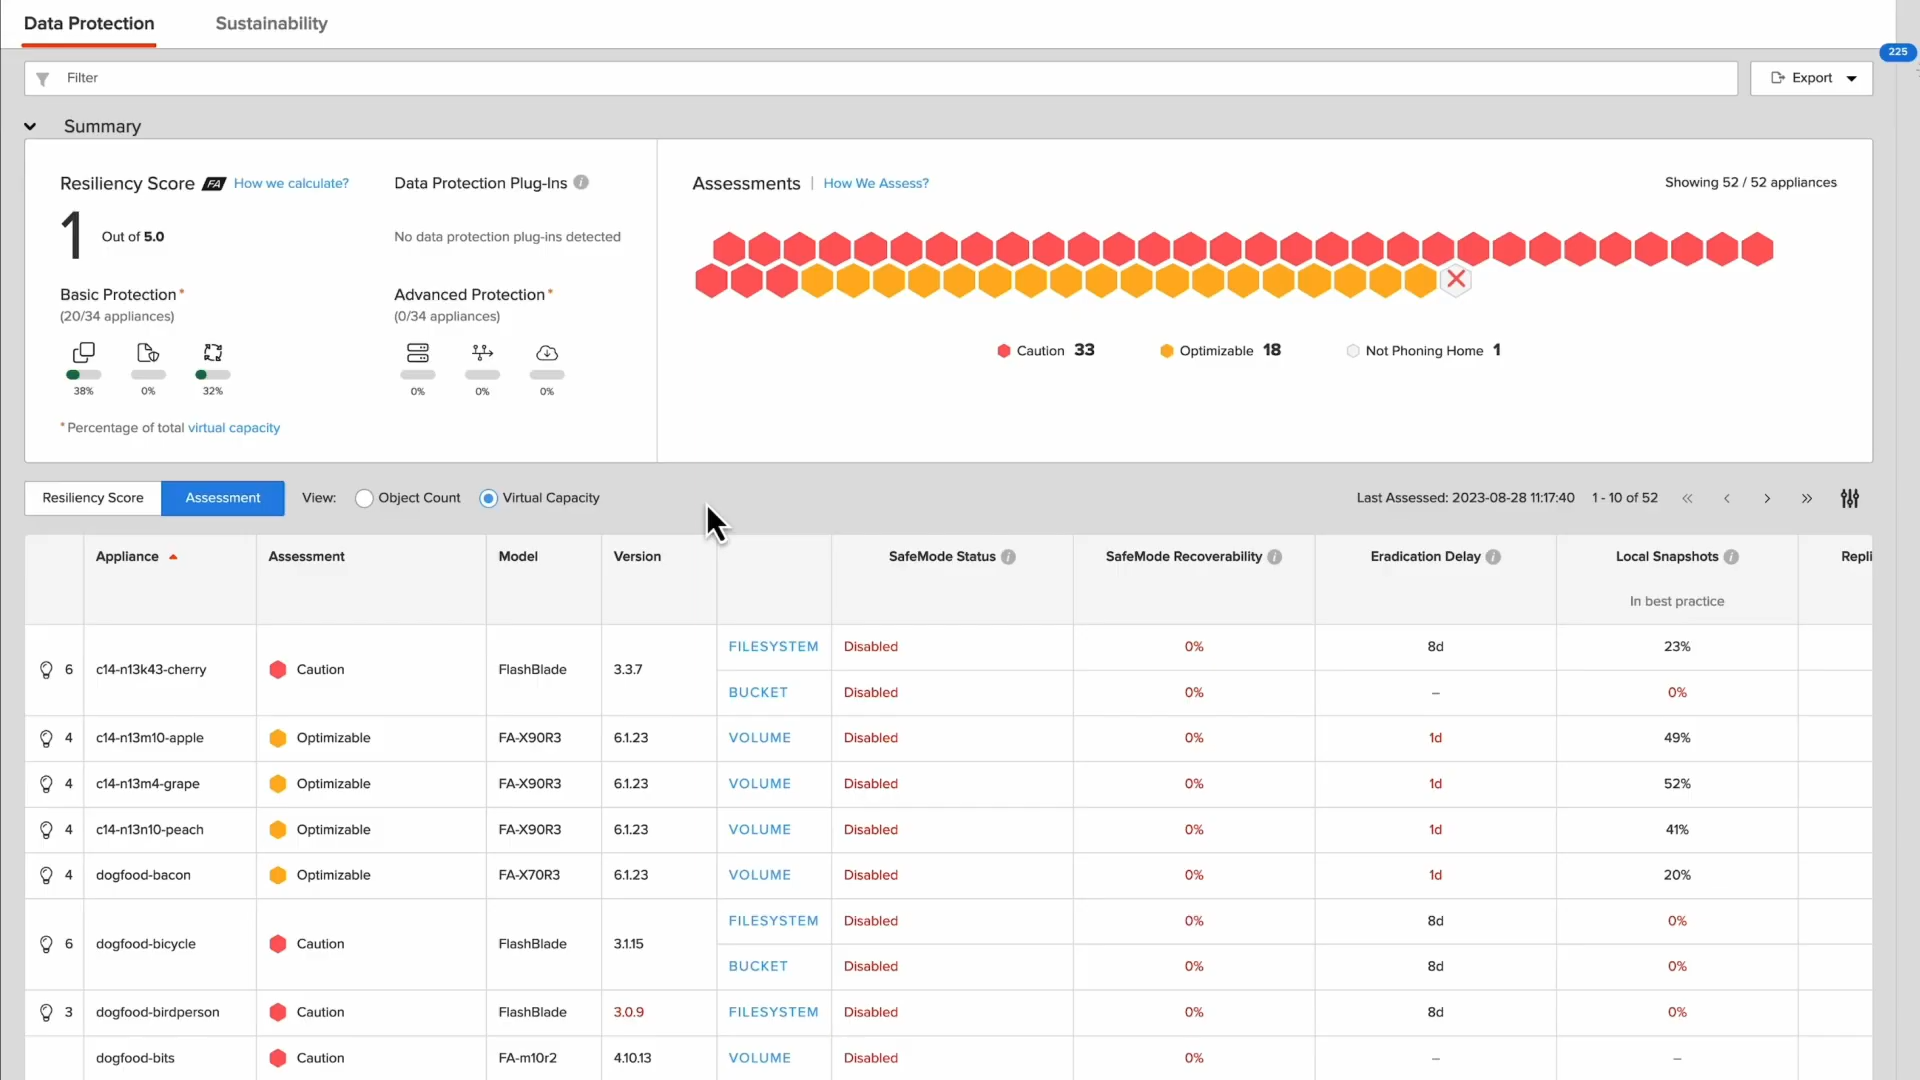 Data Protection Sustainability
225
Filter Export
Summary
Resiliency Score FA How we calculate? Data Protection Plug-Ins i Assessments | How We Assess? Showing 52 / 52 appliances
1 Out of 5.0 No data protection plug-ins detected
Basic Protection* Advanced Protection*
(20/34 appliances) (0/34 appliances)
Caution 33 Optimizable 18 Not Phoning Home 1
38% 0% 32% 0% 0% 0%
*Percentage of total virtual capacity
Resiliency Score Assessment View: Object Count Virtual Capacity Last Assessed: 2023-08-28 11:17:40 1 - 10 of 52
Appliance Assessment Model Version SafeMode Status i SafeMode Recoverability i Eradication Delay i Local Snapshots i Repli
In best practice
FILESYSTEM Disabled 0% 8d 23%
6 c14-n13k43-cherry Caution FlashBlade 3.3.7
BUCKET Disabled 0% – 0%
4 c14-n13m10-apple Optimizable FA-X90R3 6.1.23 VOLUME Disabled 0% 1d 49%
4 c14-n13m4-grape Optimizable FA-X90R3 6.1.23 VOLUME Disabled 0% 1d 52%
4 c14-n13n10-peach Optimizable FA-X90R3 6.1.23 VOLUME Disabled 0% 1d 41%
4 dogfood-bacon Optimizable FA-X70R3 6.1.23 VOLUME Disabled 0% 1d 20%
FILESYSTEM Disabled 0% 8d 0%
6 dogfood-bicycle Caution FlashBlade 3.1.15
BUCKET Disabled 0% 8d 0%
3 dogfood-birdperson Caution FlashBlade 3.0.9 FILESYSTEM Disabled 0% 8d 0%
dogfood-bits Caution FA-m10r2 4.10.13 VOLUME Disabled 0% – –